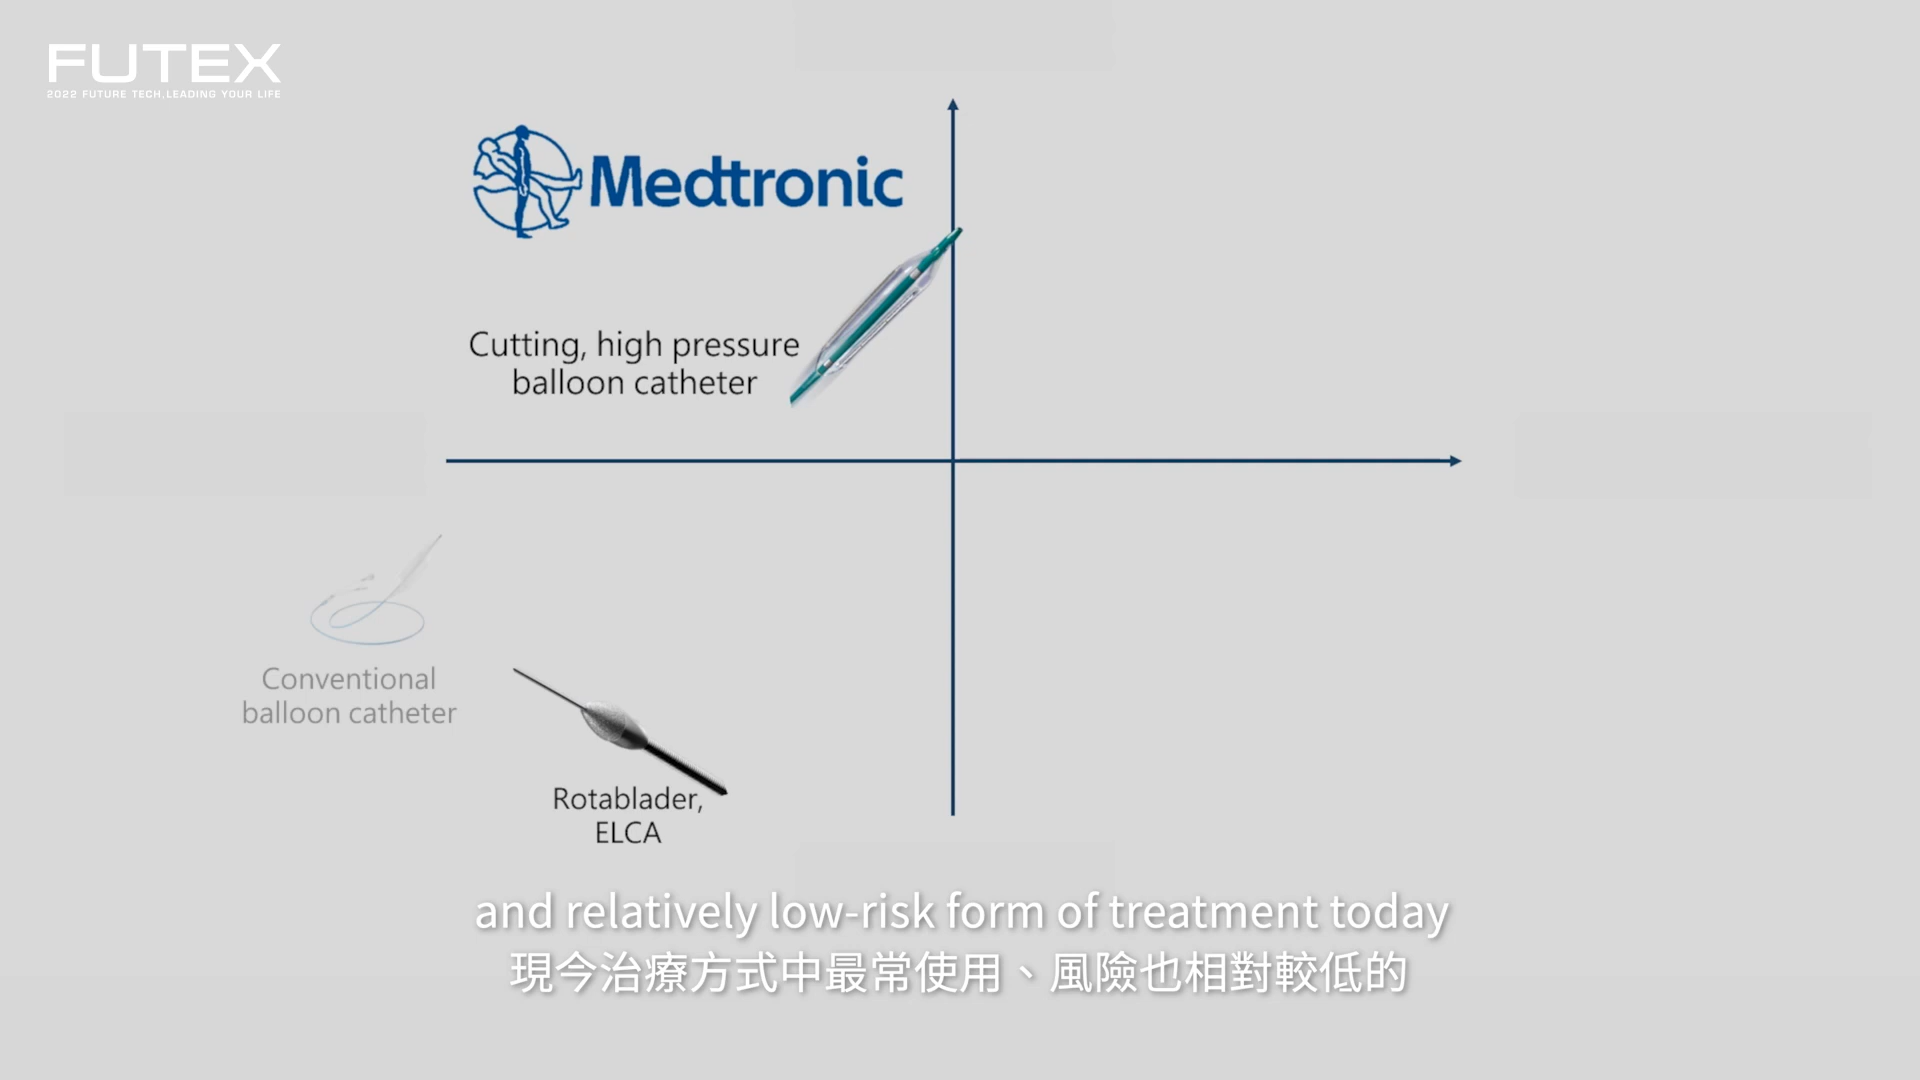 FUTEX
2022 FUTURE TECH,LEADING YOUR LIFE
Medtronic
Cutting, high pressure
balloon catheter
Conventional
balloon catheter
Rotablader,
ELCA
and relatively low-risk form of treatment today
現今治療方式中最常使用、風險也相對較低的